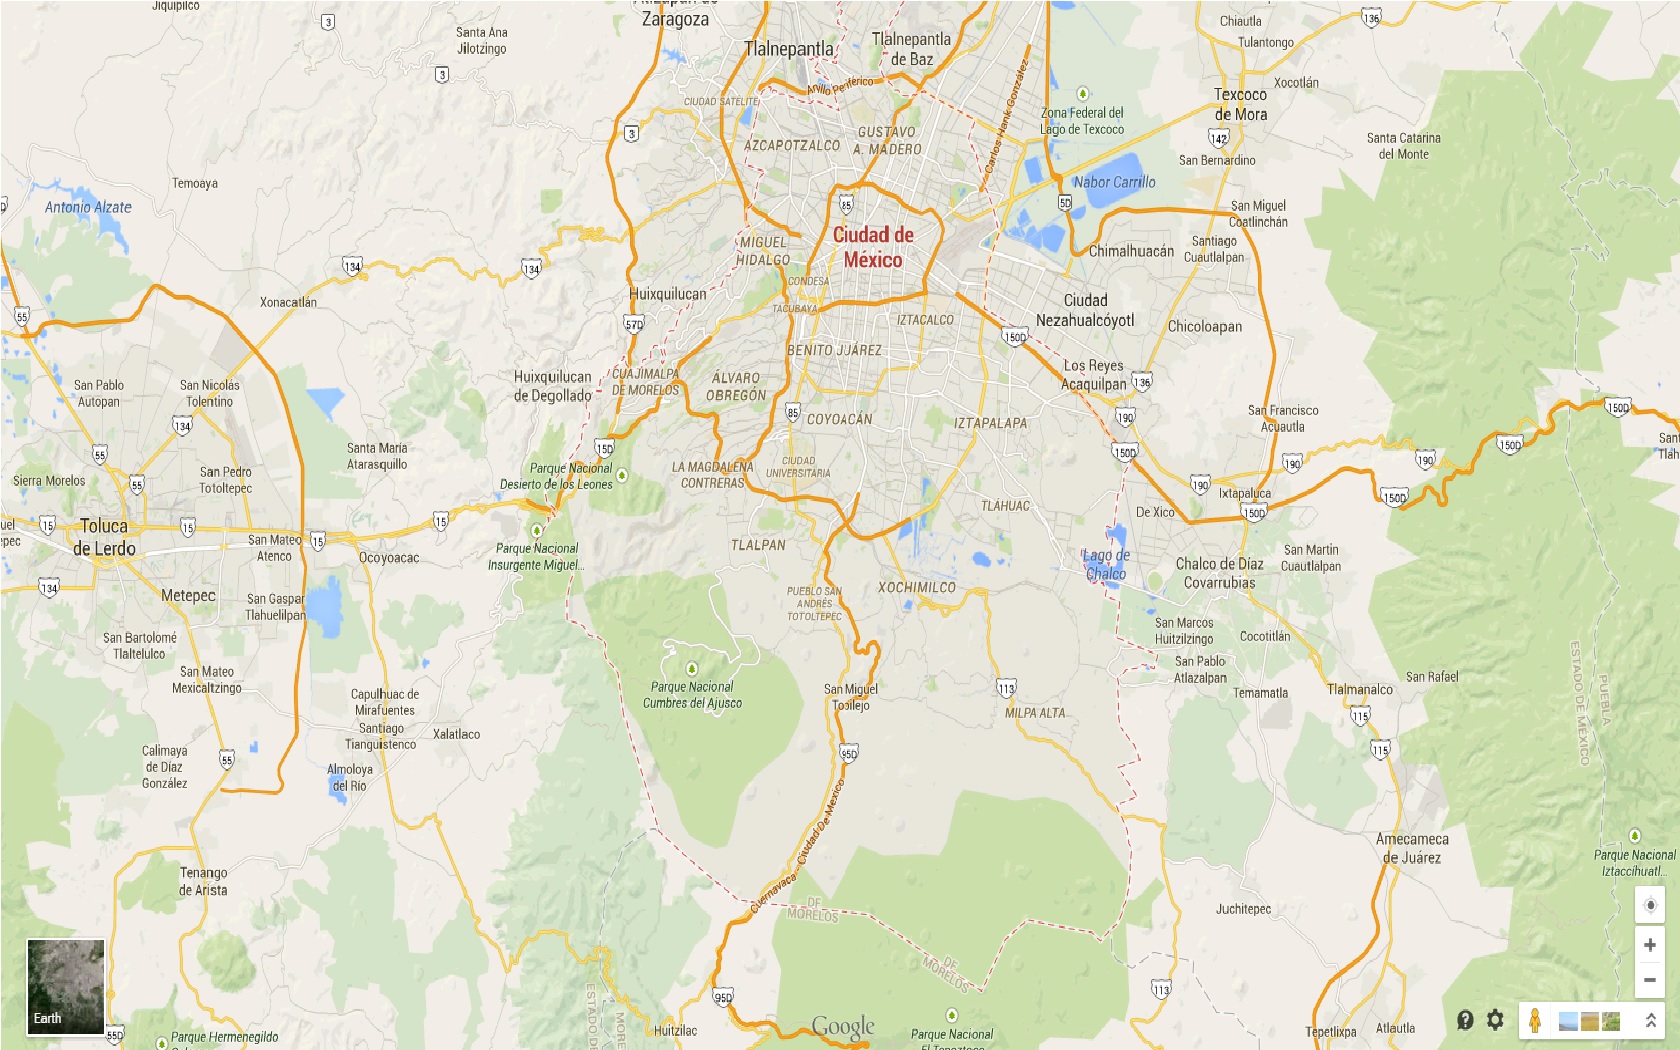 Jiquipilco
3
Santa Ana
Jilotzingo
3
Zaragoza
Tlalnepantla
Tlalnepantla
de Baz
Chiautla
136
Tulantongo
Xocotlán
Texcoco
de Mora
Anillo Periférico
CIUDAD SATELITE
Carlos Hank González
Zona Federal del
Lago de Texcoco
3
AZCAPOTZALCO
GUSTAVO
A. MADERO
142
San Bernardino
Santa Catarina
del Monte
Temoaya
Antonio Alzate
85
Nabor Carrillo
5D
San Miguel
Coatlinchán
Ciudad de
México
MIGUEL
HIDALGO
Chimalhuacán
Santiago
Cuautlalpan
134
134
CONDESA
TACUBAYA
Huixquilucan
Xonacatlán
55
57D
IZTACALCO
Ciudad
Nezahualcóyotl
150D
Chicoloapan
BENITO JUÁREZ
Los Reyes
Acaquilpan
136
Huixquilucan
de Degollado
CUAJIMALPA
DE MORELOS
ÁLVARO
OBREGÓN
San Pablo
Autopan
San Nicolás
Tolentino
134
85
COYOACÁN
IZTAPALAPA
190
San Francisco
Acuautla
150D
55
Santa María
Atarasquillo
15D
150D
150D
190
190
Parque Nacional
Desierto de los Leones
LA MAGDALENA
CONTRERAS
CIUDAD
UNIVERSITARIA
San Pedro
Totoltepec
Sierra Morelos
55
190
Ixtapaluca
150D
150D
TLÁHUAC
De Xico
15
Toluca
de Lerdo
15
15
15
San Mateo
Atenco
Ocoyoacac
Parque Nacional
Insurgente Miguel...
TLALPAN
Lago de
Chalco
Chalco de Díaz
Covarrubias
San Martin
Cuautlalpan
134
Metepec
San Gaspar
Tlahuelilpan
PUEBLO SAN
ANDRÉS
TOTOLTEPEC
XOCHIMILCO
San Marcos
Huitzilzingo
Cocotitlán
San Bartolomé
Tlaltelulco
San Mateo
Mexicaltzingo
San Pablo
Atlazalpan
Temamatla
Tlalmanalco
San Rafael
Parque Nacional
Cumbres del Ajusco
San Miguel
Topilejo
113
MILPA ALTA
115
115
ESTADO DE MEXICO
PUEBLA
Capulhuac de
Mirafuentes
Santiago
Tianguistenco
Xalatlaco
Calimaya
de Díaz
González
55
Almoloya
del Río
95D
Cuernavaca - Ciudad De Mexico
Amecameca
de Juárez
Parque Nacional
Iztaccíhuatl...
Tenango
de Arista
DF
MORELOS
Juchitepec
DF
MORELOS
95D
113
Earth
55D
Parque Hermenegildo
ESTADO DE
MORE
Huitzilac
Google
Parque Nacional
El Tepozteco
Tepetlixpa
Atlautla